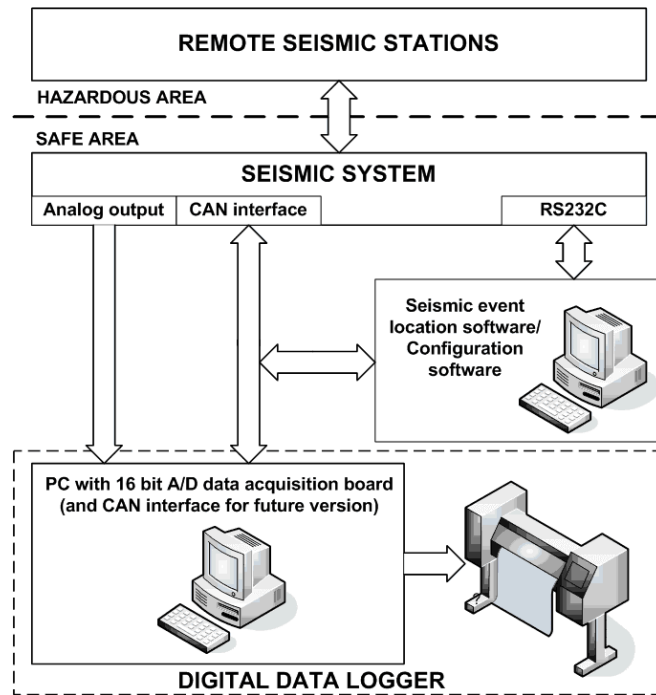 REMOTE SEISMIC STATIONS
HAZARDOUS AREA
SAFE AREA
SEISMIC SYSTEM
Analog output
CAN interface
RS232C
Seismic event
location software/
Configuration
software
PC with 16 bit A/D data acquisition board
(and CAN interface for future version)
DIGITAL DATA LOGGER